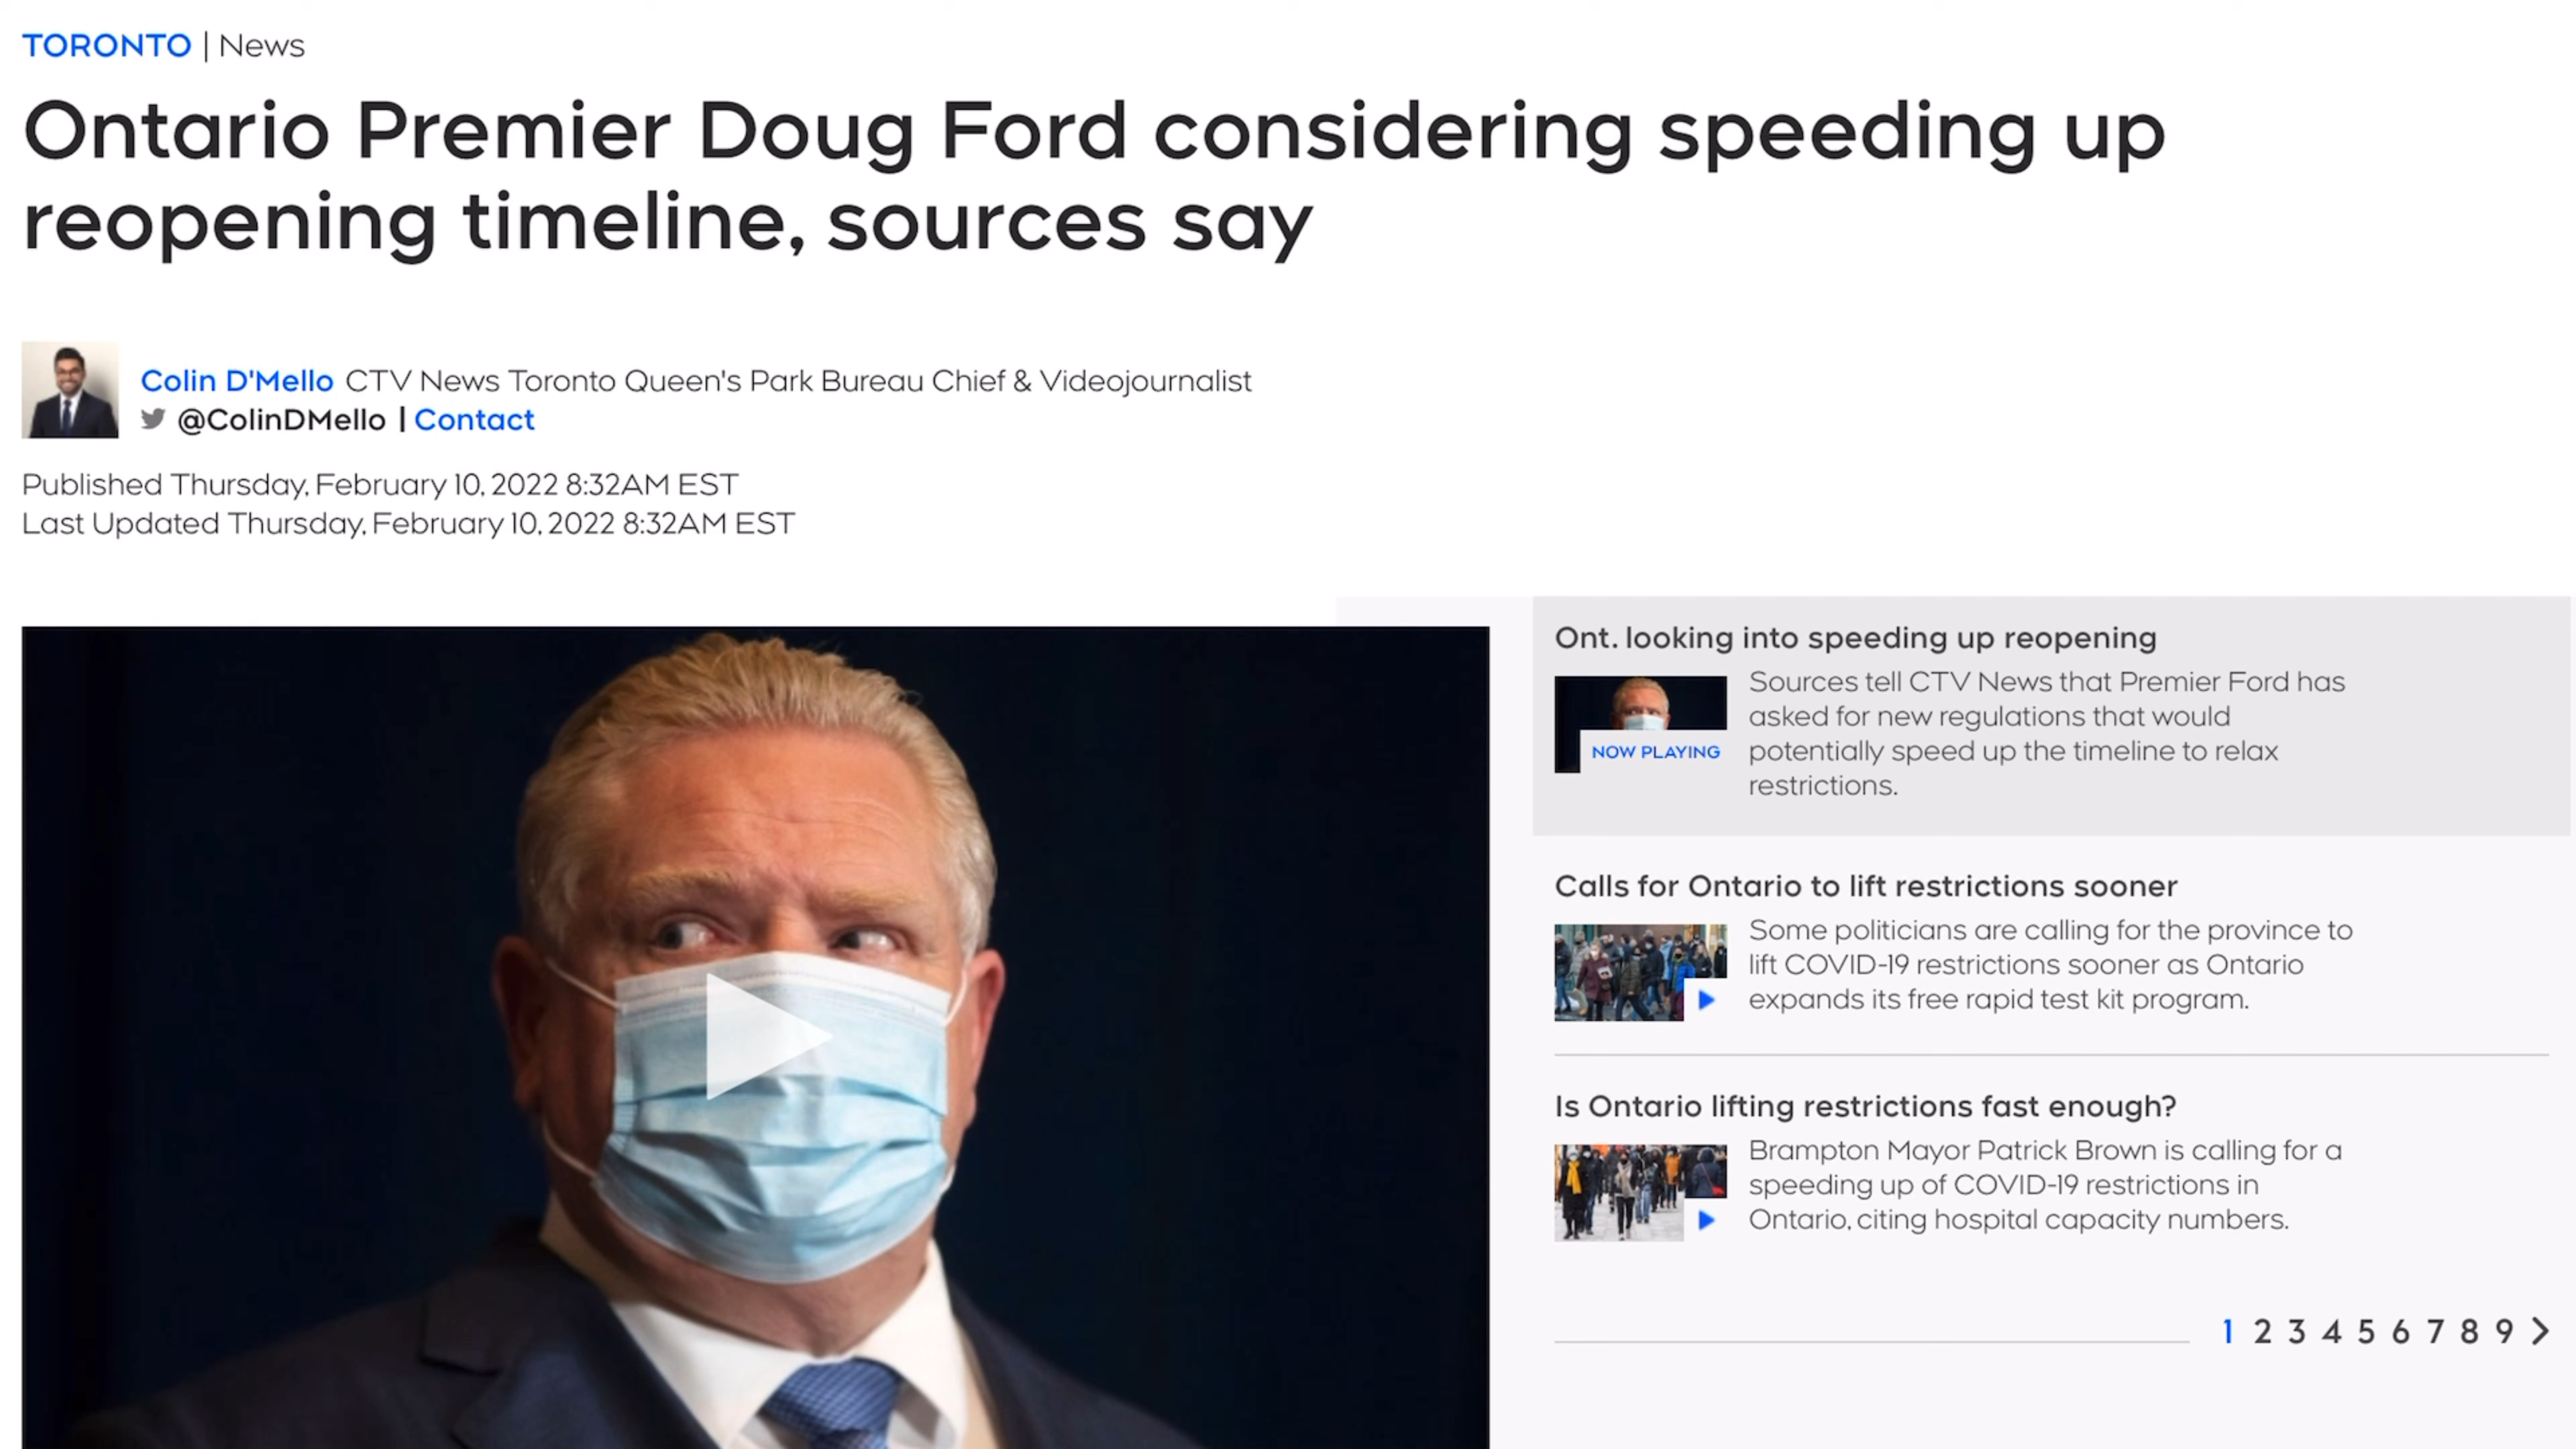 TORONTO | News
Ontario Premier Doug Ford considering speeding up
reopening timeline, sources say
Colin D'Mello CTV News Toronto Queen's Park Bureau Chief & Videojournalist
@ColinDMello | Contact
Published Thursday, February 10, 2022 8:32AM EST
Last Updated Thursday, February 10, 2022 8:32AM EST
Ont. looking into speeding up reopening
Sources tell CTV News that Premier Ford has
asked for new regulations that would
NOW PLAYING
potentially speed up the timeline to relax
restrictions.
Calls for Ontario to lift restrictions sooner
Some politicians are calling for the province to
lift COVID-19 restrictions sooner as Ontario
expands its free rapid test kit program.
Is Ontario lifting restrictions fast enough?
Brampton Mayor Patrick Brown is calling for a
speeding up of COVID-19 restrictions in
Ontario, citing hospital capacity numbers.
1 2 3 4 5 6 7 8 9 >